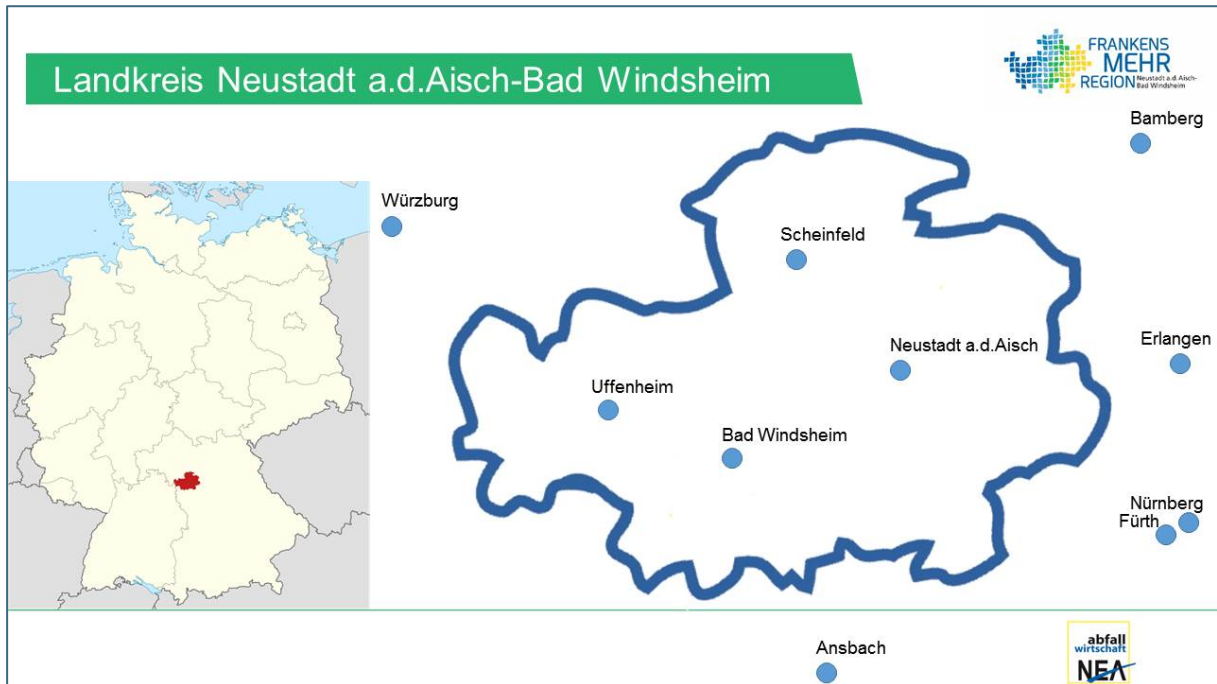 Landkreis Neustadt a.d.Aisch-Bad Windsheim
FRANKENS
MEHR
REGION
Neustadt a.d.Aisch-
Bad Windsheim
Bamberg
Würzburg
Scheinfeld
Neustadt a.d.Aisch
Erlangen
Uffenheim
Bad Windsheim
Nürnberg
Fürth
Ansbach
abfall
wirtschaft
NEA